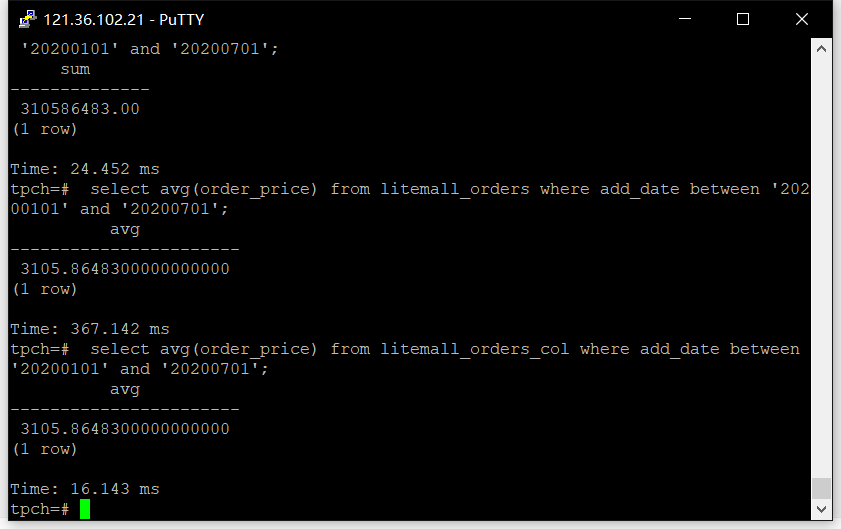 121.36.102.21 - PuTTY
'20200101' and '20200701';
sum
--------------
310586483.00
(1 row)
Time: 24.452 ms
tpch=#  select avg(order_price) from litemall_orders where add_date between '202
00101' and '20200701';
avg
-----------------------
3105.8648300000000000
(1 row)
Time: 367.142 ms
tpch=#  select avg(order_price) from litemall_orders_col where add_date between
'20200101' and '20200701';
avg
-----------------------
3105.8648300000000000
(1 row)
Time: 16.143 ms
tpch=#